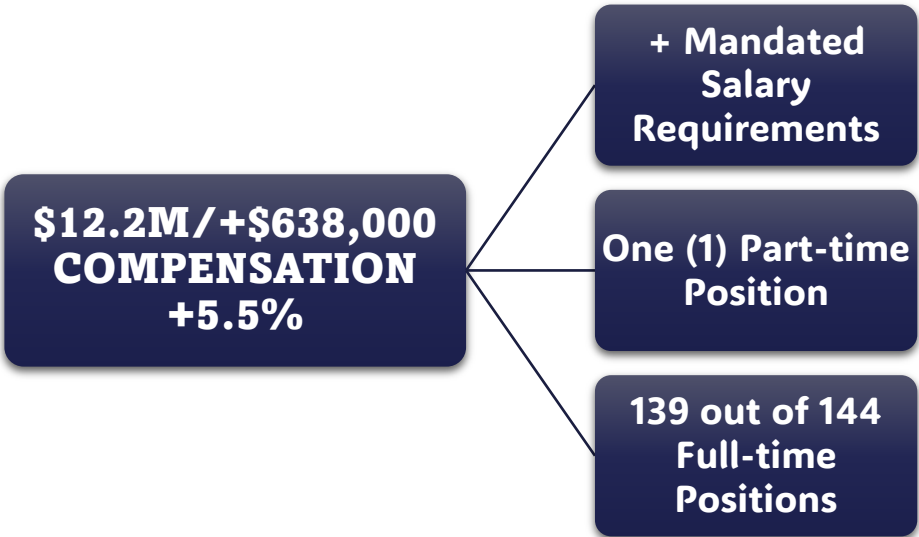 $12.2M/+$638,000
COMPENSATION
+5.5%
+ Mandated
Salary
Requirements
One (1) Part-time
Position
139 out of 144
Full-time
Positions